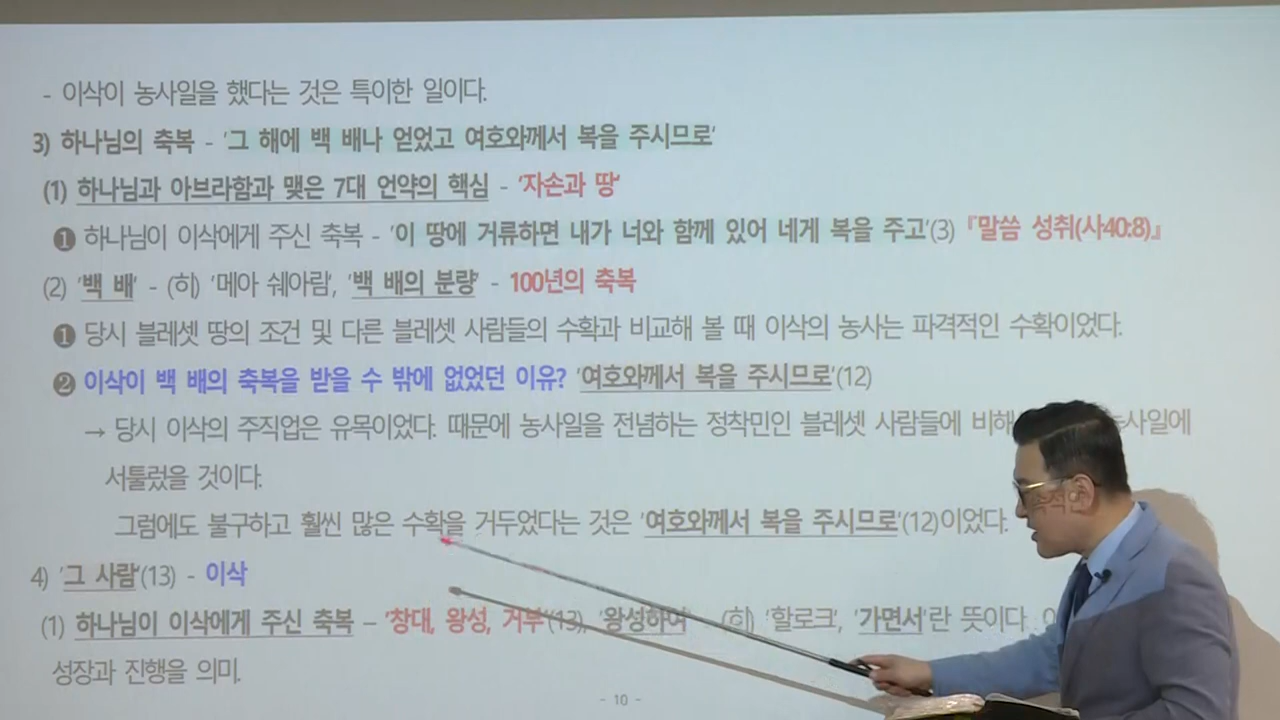 - 이삭이 농사일을 했다는 것은 특이한 일이다.
3) 하나님의 축복 - '그 해에 백 배나 얻었고 여호와께서 복을 주시므로'
(1) 하나님과 아브라함과 맺은 7대 언약의 핵심 - '자손과 땅'
❶ 하나님이 이삭에게 주신 축복 - '이 땅에 거류하면 내가 너와 함께 있어 네게 복을 주고'(3) 『말씀 성취(사40:8)』
(2) '백 배' - (히) '메아 쉐아림', '백 배의 분량' - 100년의 축복
❶ 당시 블레셋 땅의 조건 및 다른 블레셋 사람들의 수확과 비교해 볼 때 이삭의 농사는 파격적인 수확이었다.
❷ 이삭이 백 배의 축복을 받을 수 밖에 없었던 이유? '여호와께서 복을 주시므로'(12)
→ 당시 이삭의 주직업은 유목이었다. 때문에 농사일을 전념하는 정착민인 블레셋 사람들에 비해 농사일에
서툴렀을 것이다.
그럼에도 불구하고 훨씬 많은 수확을 거두었다는 것은 '여호와께서 복을 주시므로'(12)이었다.
4) '그 사람'(13) - 이삭
(1) 하나님이 이삭에게 주신 축복 – '창대, 왕성, 거부'(13), '왕성하여' (히) '할로크', '가면서'란 뜻이다
성장과 진행을 의미.
- 10 -